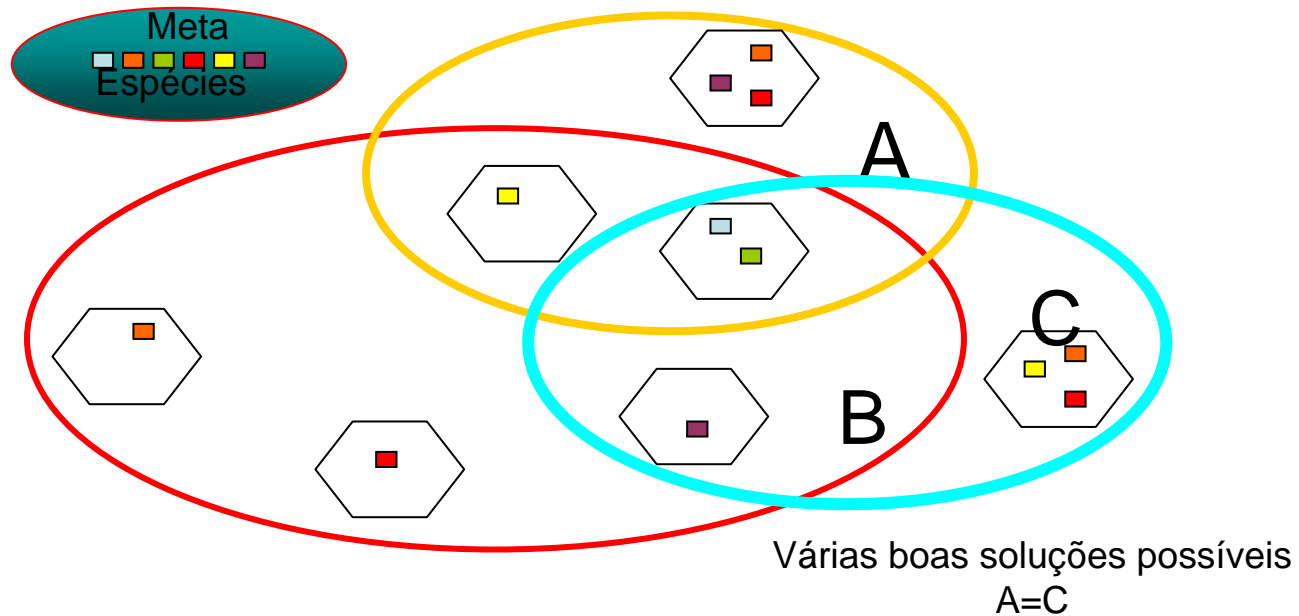 Meta
Espécies
A
C
B
Várias boas soluções possíveis
A=C